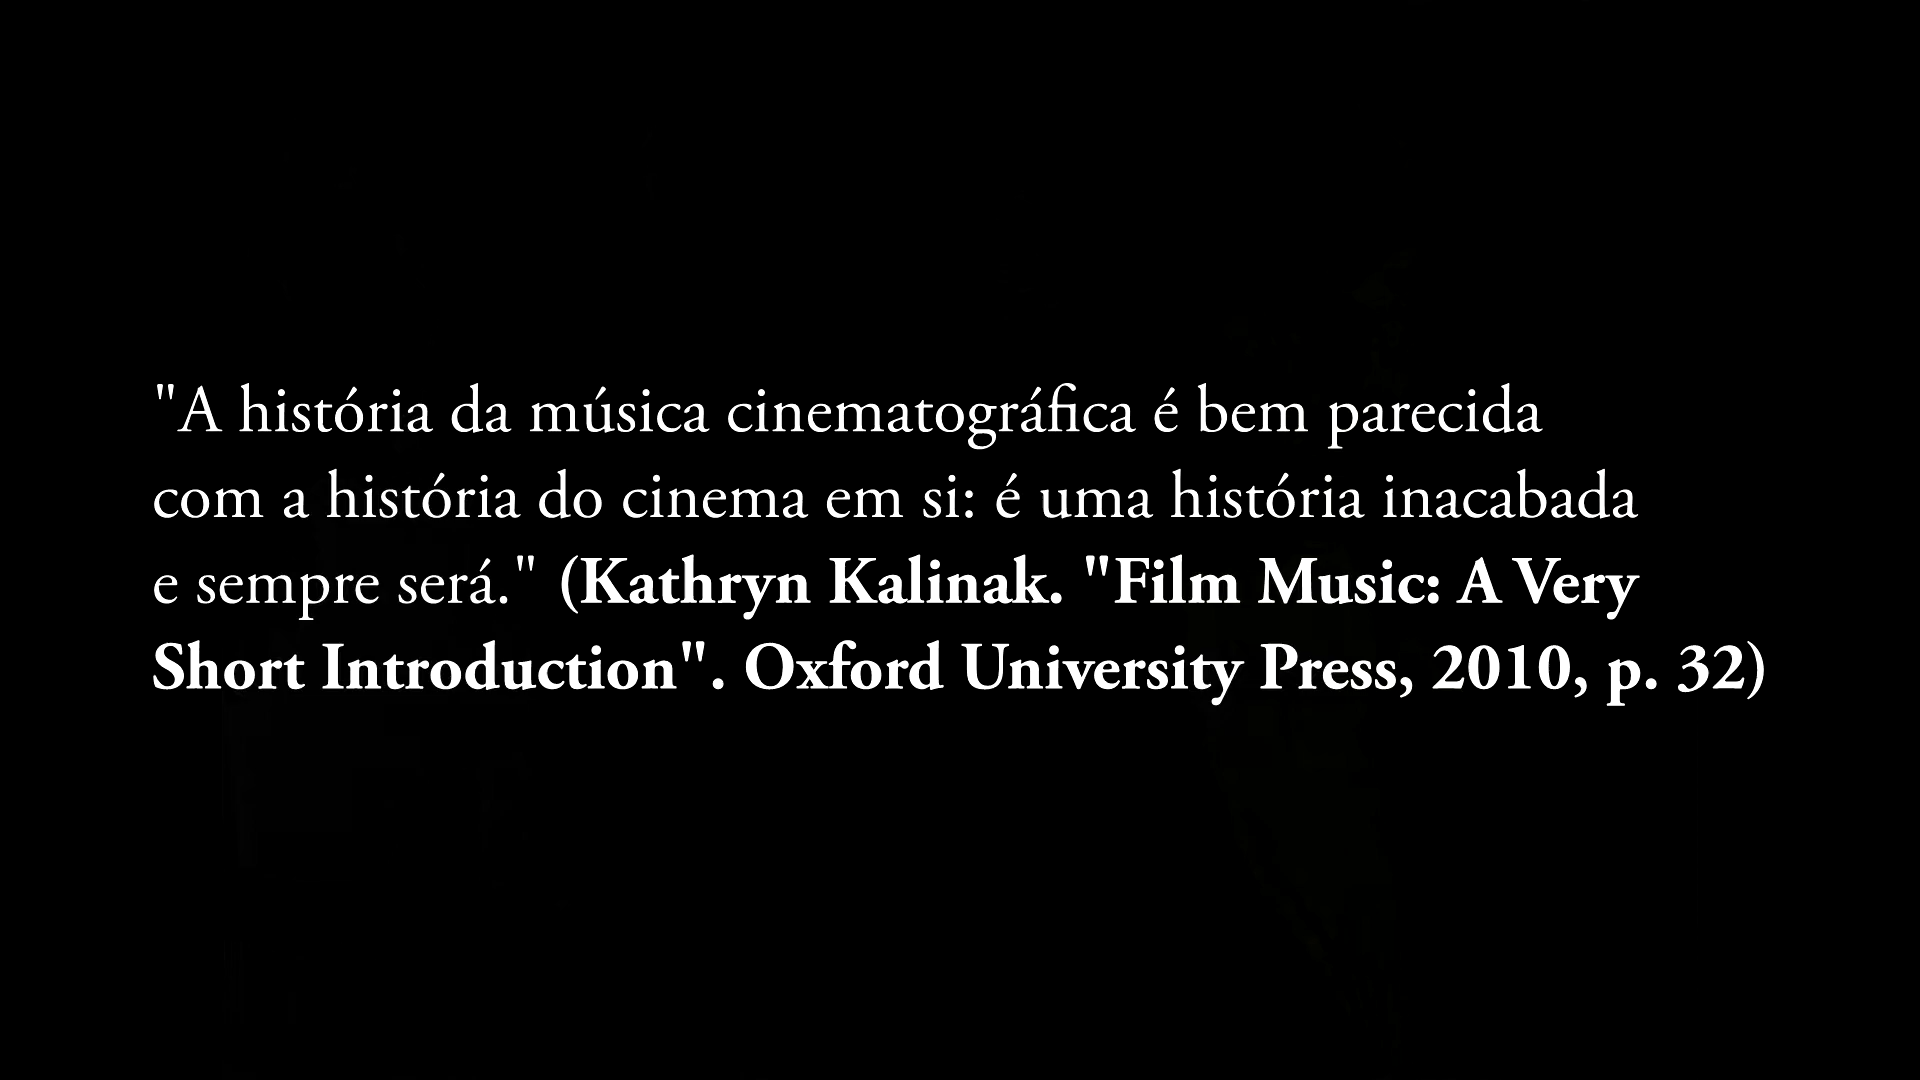 "A história da música cinematográfica é bem parecida
com a história do cinema em si: é uma história inacabada
e sempre será." (Kathryn Kalinak. "Film Music: A Very
Short Introduction". Oxford University Press, 2010, p. 32)